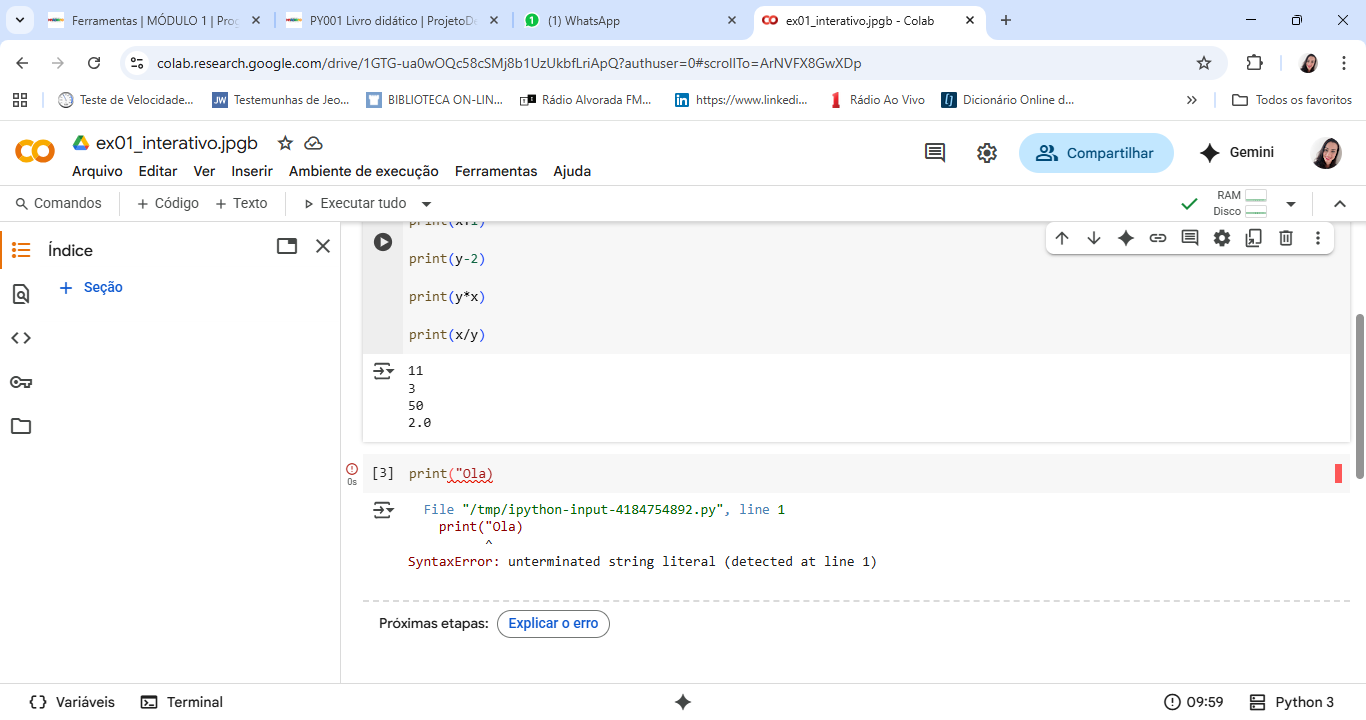 Ferramentas | MÓDULO 1 | Prog
PY001 Livro didático | ProjetoDe
(1) WhatsApp
ex01_interativo.jpgb - Colab
colab.research.google.com/drive/1GTG-ua0wOQc58cSMj8b1UzUkbfLriApQ?authuser=0#scrollTo=ArNVFX8GwXDp
Teste de Velocidade...
JW Testemunhas de Jeo...
BIBLIOTECA ON-LIN...
Rádio Alvorada FM...
in https://www.linkedi...
Rádio Ao Vivo
Dicionário Online d...
Todos os favoritos
ex01_interativo.jpgb
Arquivo Editar Ver Inserir Ambiente de execução Ferramentas Ajuda
Compartilhar
Gemini
Comandos + Código + Texto Executar tudo
RAM
Disco
Índice
+ Seção
print(x+1)
print(y-2)
print(y*x)
print(x/y)
11
3
50
2.0
0s
[3] print("Ola)
File "/tmp/ipython-input-4184754892.py", line 1
print("Ola)
^
SyntaxError: unterminated string literal (detected at line 1)
Próximas etapas: Explicar o erro
Variáveis Terminal
09:59 Python 3